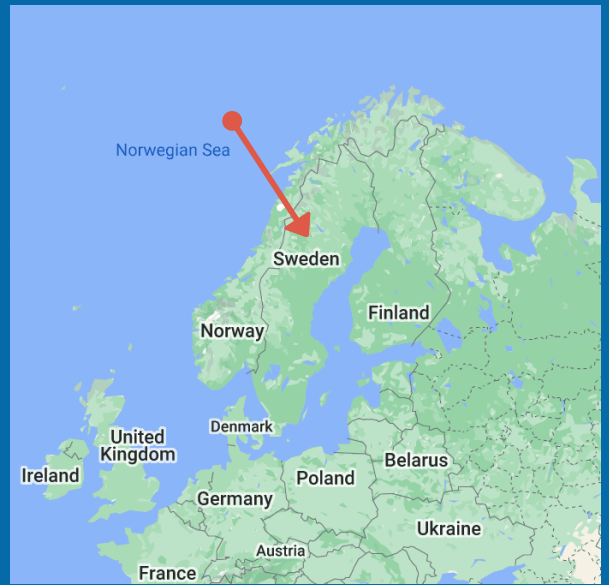 Norwegian Sea
Sweden
Finland
Norway
Denmark
United
Kingdom
Ireland
Belarus
Poland
Germany
Ukraine
Austria
France